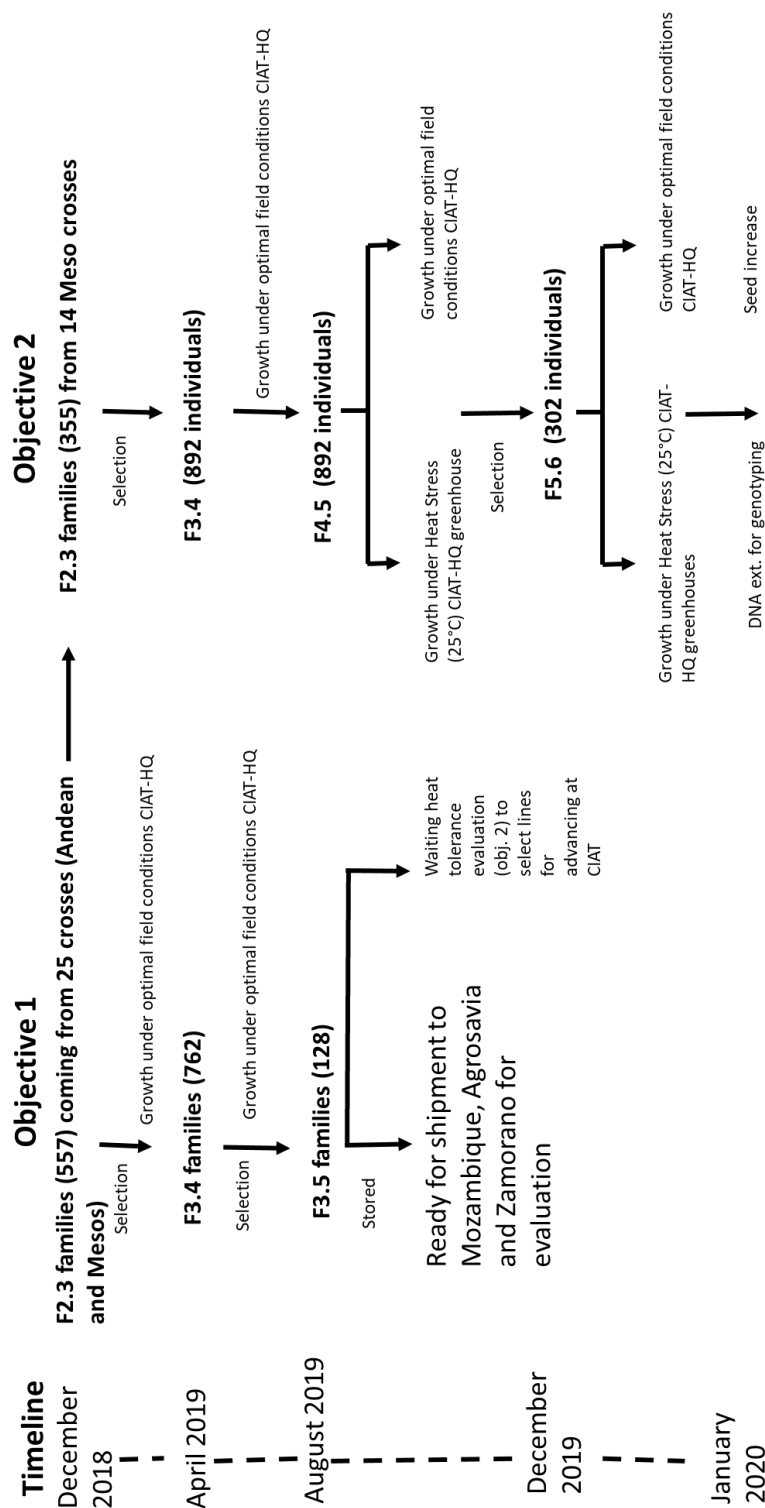 Timeline
December
2018
April 2019
August 2019
December
2019
January
2020
Objective 1
F2.3 families (557) coming from 25 crosses (Andean
and Mesos)
Selection
Growth under optimal field conditions CIAT-HQ
F3.4 families (762)
Selection
Growth under optimal field conditions CIAT-HQ
F3.5 families (128)
Stored
Ready for shipment to
Mozambique, Agrosavia
and Zamorano for
evaluation
Waiting heat
tolerance
evaluation
(obj. 2) to
select lines
for
advancing at
CIAT
Objective 2
F2.3 families (355) from 14 Meso crosses
Selection
F3.4 (892 individuals)
Growth under optimal field conditions CIAT-HQ
F4.5 (892 individuals)
Growth under Heat Stress
(25°C) CIAT-HQ greenhouse
Growth under optimal field
conditions CIAT-HQ
Selection
F5.6 (302 individuals)
Growth under Heat Stress (25°C) CIAT-
HQ greenhouses
Growth under optimal field conditions
CIAT-HQ
DNA ext. for genotyping
Seed increase